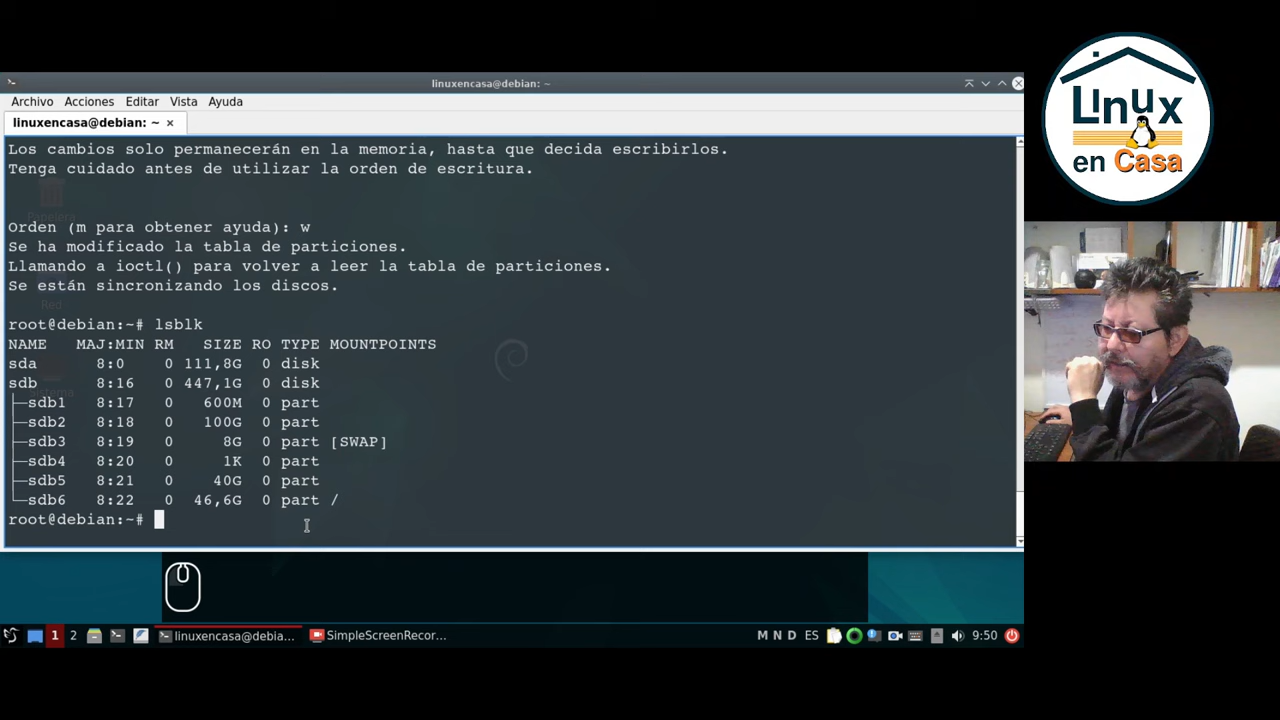 linuxencasa@debian: ~
Archivo Acciones Editar Vista Ayuda
linuxencasa@debian: ~ ×
Los cambios solo permanecerán en la memoria, hasta que decida escribirlos.
Tenga cuidado antes de utilizar la orden de escritura.
Papelera
Orden (m para obtener ayuda): w
Se ha modificado la tabla de particiones.
Llamando a ioctl() para volver a leer la tabla de particiones.
Se están sincronizando los discos.
Red
root@debian:~# lsblk
NAME MAJ:MIN RM SIZE RO TYPE MOUNTPOINTS
sda 8:0 0 111,8G 0 disk
sdb 8:16 0 447,1G 0 disk
Sistema
├─sdb1 8:17 0 600M 0 part
├─sdb2 8:18 0 100G 0 part
├─sdb3 8:19 0 8G 0 part [SWAP]
├─sdb4 8:20 0 1K 0 part
├─sdb5 8:21 0 40G 0 part
└─sdb6 8:22 0 46,6G 0 part /
root@debian:~#
1 2 linuxencasa@debia... SimpleScreenRecor... M N D ES 9:50
Linux
en Casa